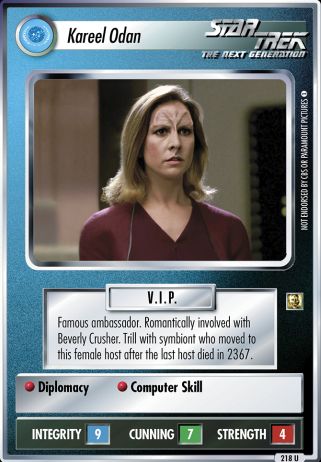 Kareel Odan
STAR TREK
THE NEXT GENERATION
NOT ENDORSED BY CBS OR PARAMOUNT PICTURES
V.I.P.
Famous ambassador. Romantically involved with
Beverly Crusher. Trill with symbiont who moved to
this female host after the last host died in 2367.
Diplomacy Computer Skill
INTEGRITY 9 CUNNING 7 STRENGTH 4
218 U